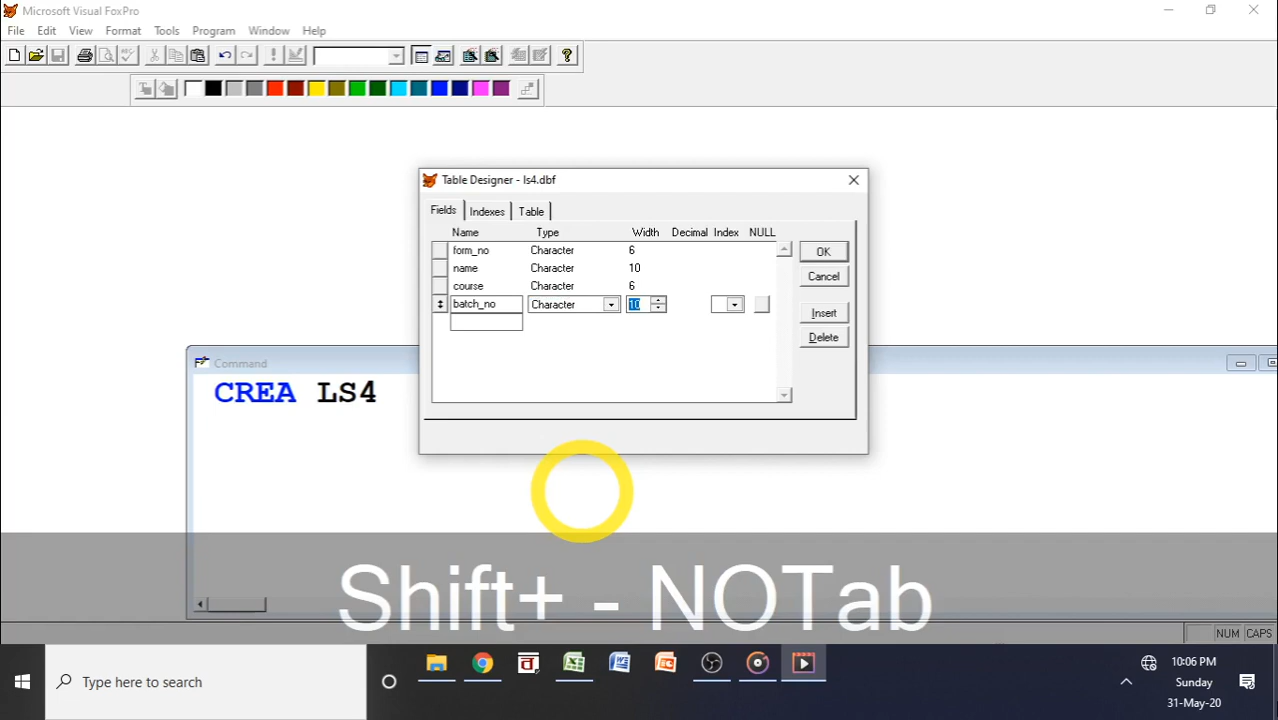 Microsoft Visual FoxPro
File Edit View Format Tools Program Window Help
Table Designer - ls4.dbf
Fields Indexes Table
Name Type Width Decimal Index NULL
form_no Character 6
OK
name Character 10
Cancel
course Character 6
batch_no Character 10
Insert
Delete
Command
CREA LS4
Shift+ - NOTab
NUM CAPS
Type here to search
10:06 PM
Sunday
31-May-20